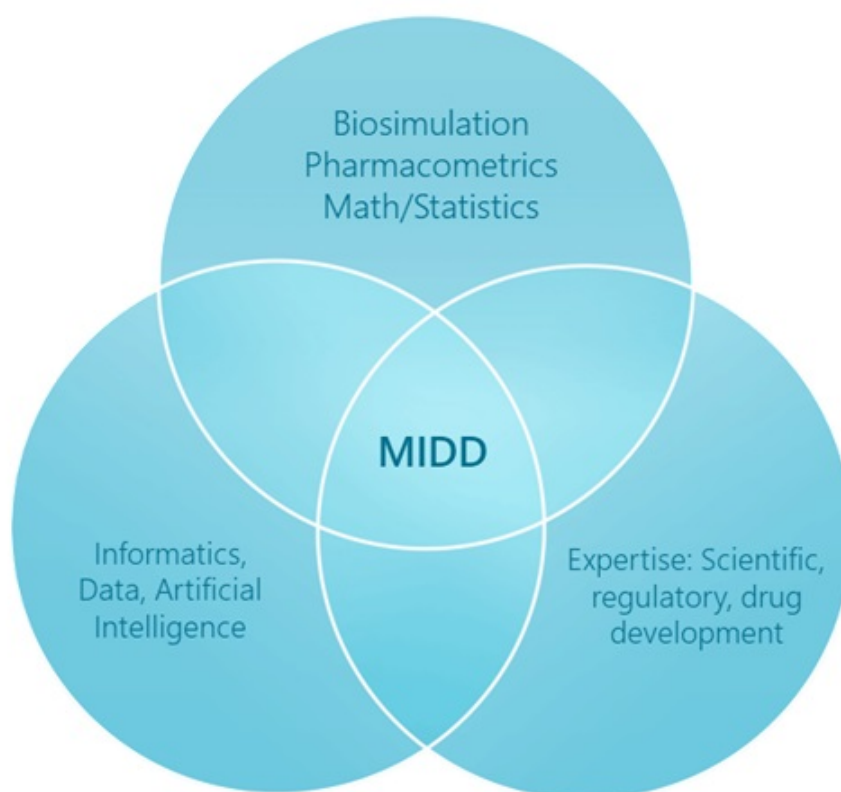 Biosimulation
Pharmacometrics
Math/Statistics
MIDD
Informatics,
Data, Artificial
Intelligence
Expertise: Scientific,
regulatory, drug
development